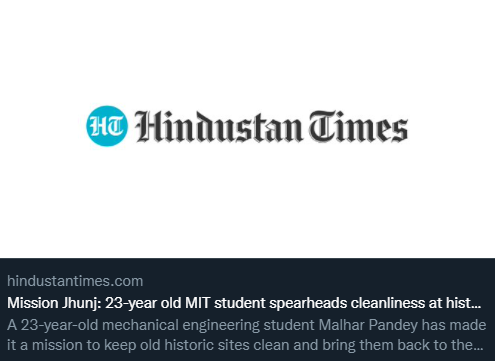 HT Hindustan Times
hindustantimes.com
Mission Jhunj: 23-year old MIT student spearheads cleanliness at hist...
A 23-year-old mechanical engineering student Malhar Pandey has made
it a mission to keep old historic sites clean and bring them back to the...